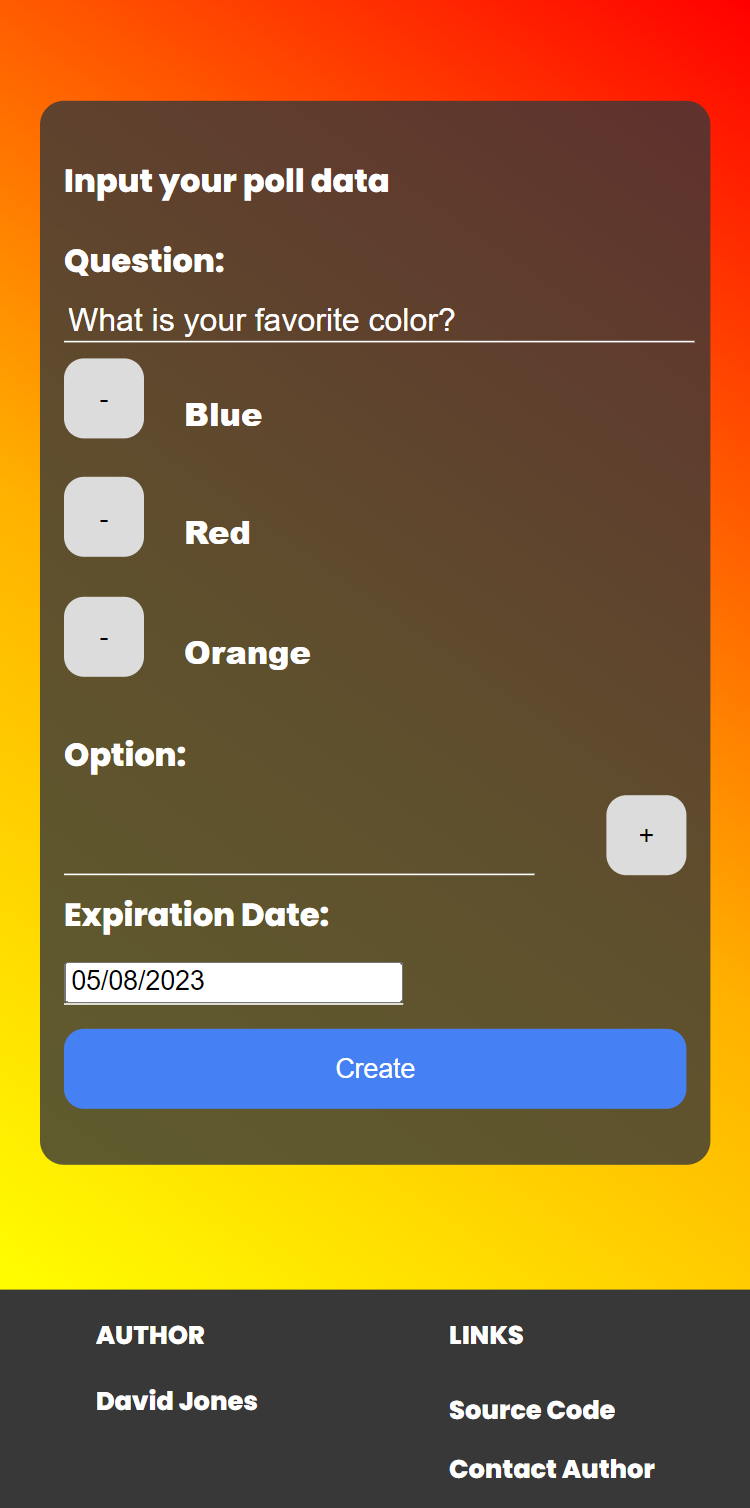 Input your poll data
Question:
What is your favorite color?
- Blue
- Red
- Orange
Option:
+
Expiration Date:
05/08/2023
Create
AUTHOR
David Jones
LINKS
Source Code
Contact Author